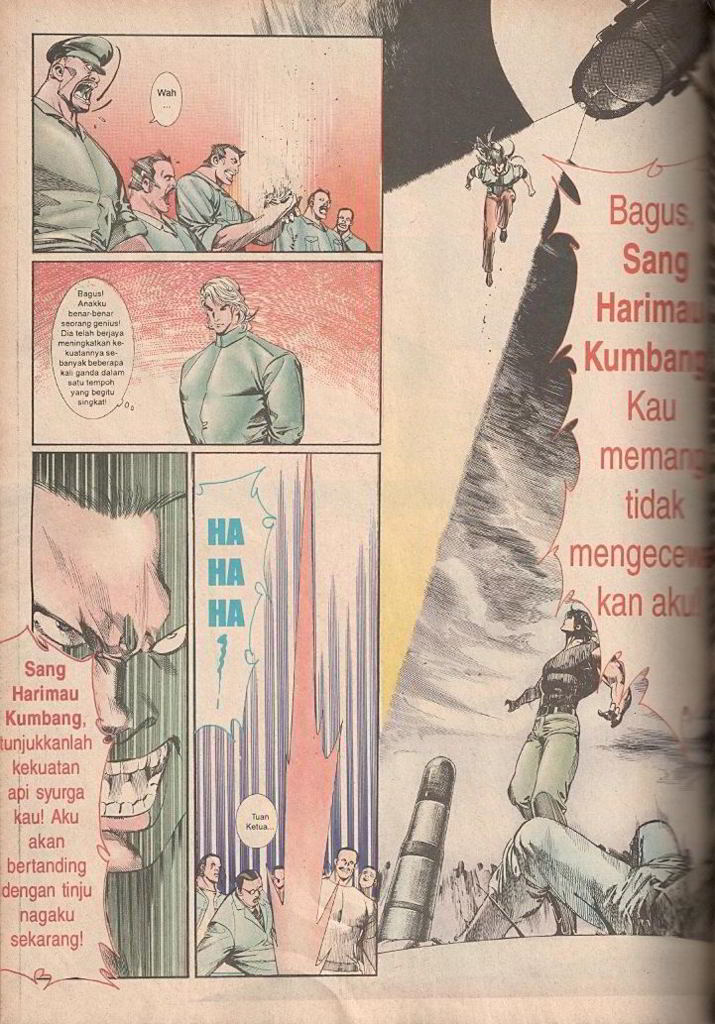 Wah
...
Bagus!
Anakku
benar-benar
seorang genius!
Dia telah berjaya
meningkatkan ke-
kuatannya se-
banyak beberapa
kali ganda dalam
satu tempoh
yang begitu
singkat!
Sang
Harimau
Kumbang,
tunjukkanlah
kekuatan
api syurga
kau! Aku
akan
bertanding
dengan tinju
nagaku
sekarang!
HA
HA
HA
!
Tuan
Ketua...
Bagus,
Sang
Harimau
Kumbang
Kau
memang
tidak
mengecewa
kan aku!